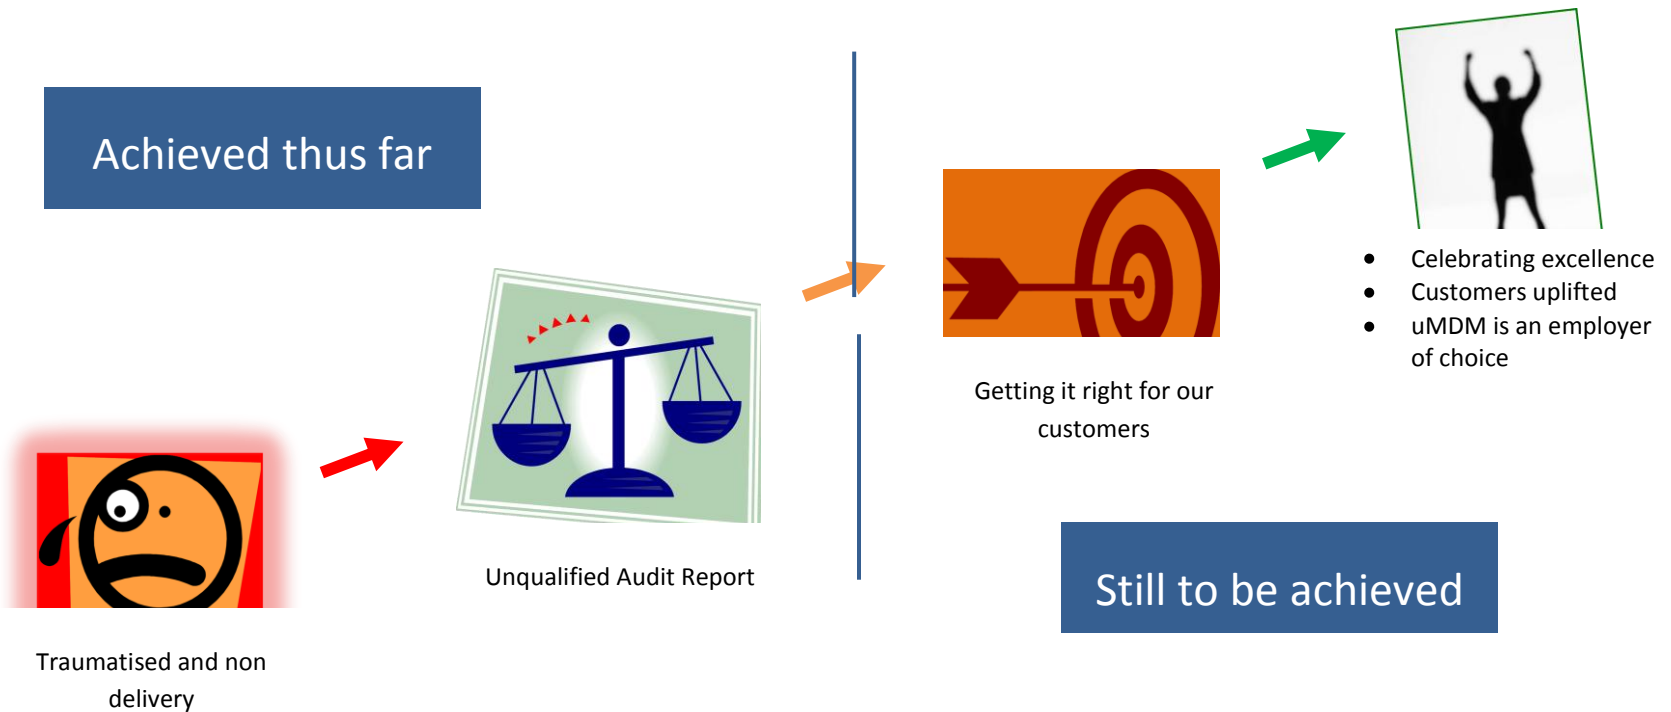 Achieved thus far
Traumatised and non
delivery
Unqualified Audit Report
Getting it right for our
customers
• Celebrating excellence
• Customers uplifted
• uMDM is an employer
of choice
Still to be achieved